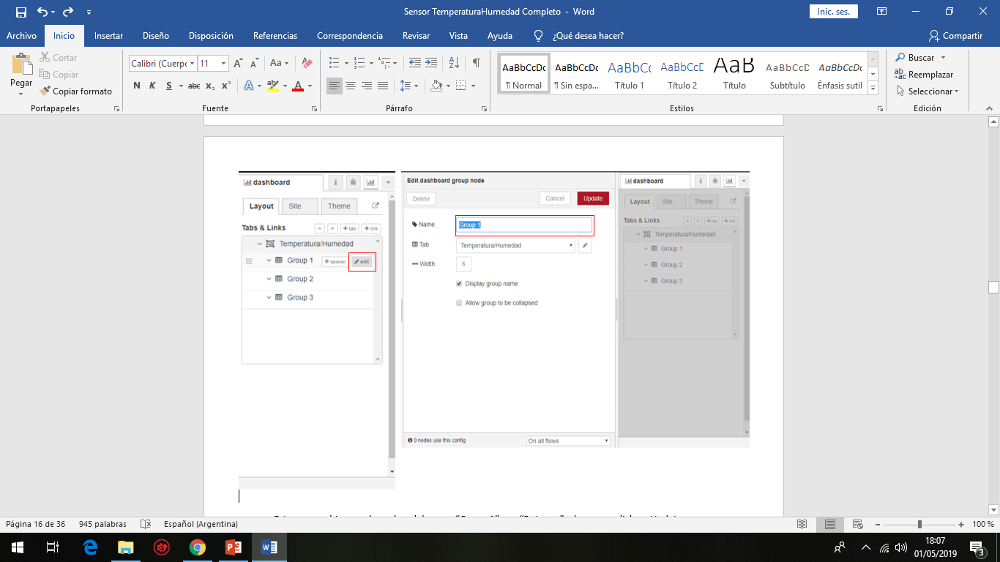 Sensor TemperaturaHumedad Completo - Word
Inic. ses.
Archivo Inicio Insertar Diseño Disposición Referencias Correspondencia Revisar Vista Ayuda ¿Qué desea hacer? Compartir
Pegar
Cortar
Copiar
Copiar formato
Portapapeles
Calibri (Cuerpo 11
N K S abc x₂ x²
Fuente
Párrafo
AaBbCcDc AaBbCcDc AaBbCc AaBbCcD AaB AaBbCcD AaBbCcDc
¶ Normal ¶ Sin espa... Título 1 Título 2 Título Subtítulo Énfasis sutil
Estilos
Buscar
Reemplazar
Seleccionar
Edición
dashboard
Layout Site Theme
Tabs & Links
+ tab + link
Temperatura/Humedad
Group 1 + spacer edit
Group 2
Group 3
Edit dashboard group node
Delete Cancel Update
Name Group 1
Tab Temperatura/Humedad
Width 6
Display group name
Allow group to be collapsed
0 nodes use this config On all flows
dashboard
Layout Site Theme
Tabs & Links
+ tab + link
Temperatura/Humedad
Group 1
Group 2
Group 3
Página 16 de 36 945 palabras Español (Argentina) 100 %
18:07
01/05/2019
3